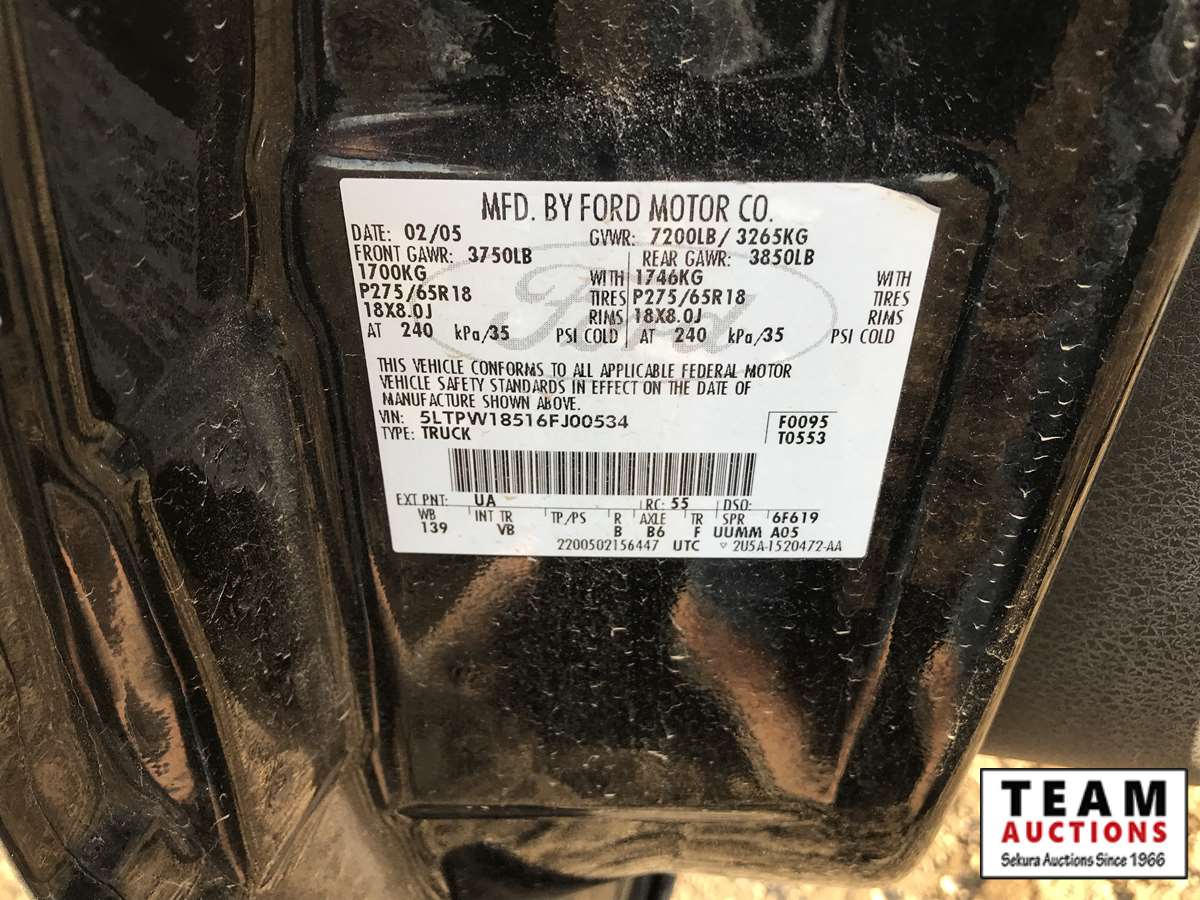 MFD. BY FORD MOTOR CO.
DATE: 02/05 GVWR: 7200LB/ 3265KG
FRONT GAWR: 3750LB REAR GAWR: 3850LB
1700KG WITH 1746KG WITH
P275/65R18 TIRES P275/65R18 TIRES
18X8.0J RIMS 18X8.0J RIMS
AT 240 kPa/35 PSI COLD AT 240 kPa/35 PSI COLD
Ford
THIS VEHICLE CONFORMS TO ALL APPLICABLE FEDERAL MOTOR
VEHICLE SAFETY STANDARDS IN EFFECT ON THE DATE OF
MANUFACTURE SHOWN ABOVE.
VIN: 5LTPW18516FJ00534 F0095
TYPE: TRUCK T0553
EXT PNT: UA RC: 55 DSO:
WB INT TR TP/PS R AXLE TR SPR 6F619
139 VB B B6 F UUMM A05
2200502156447 UTC ▽ 2U5A-1520472-AA
TEAM
AUCTIONS
Sekura Auctions Since 1966